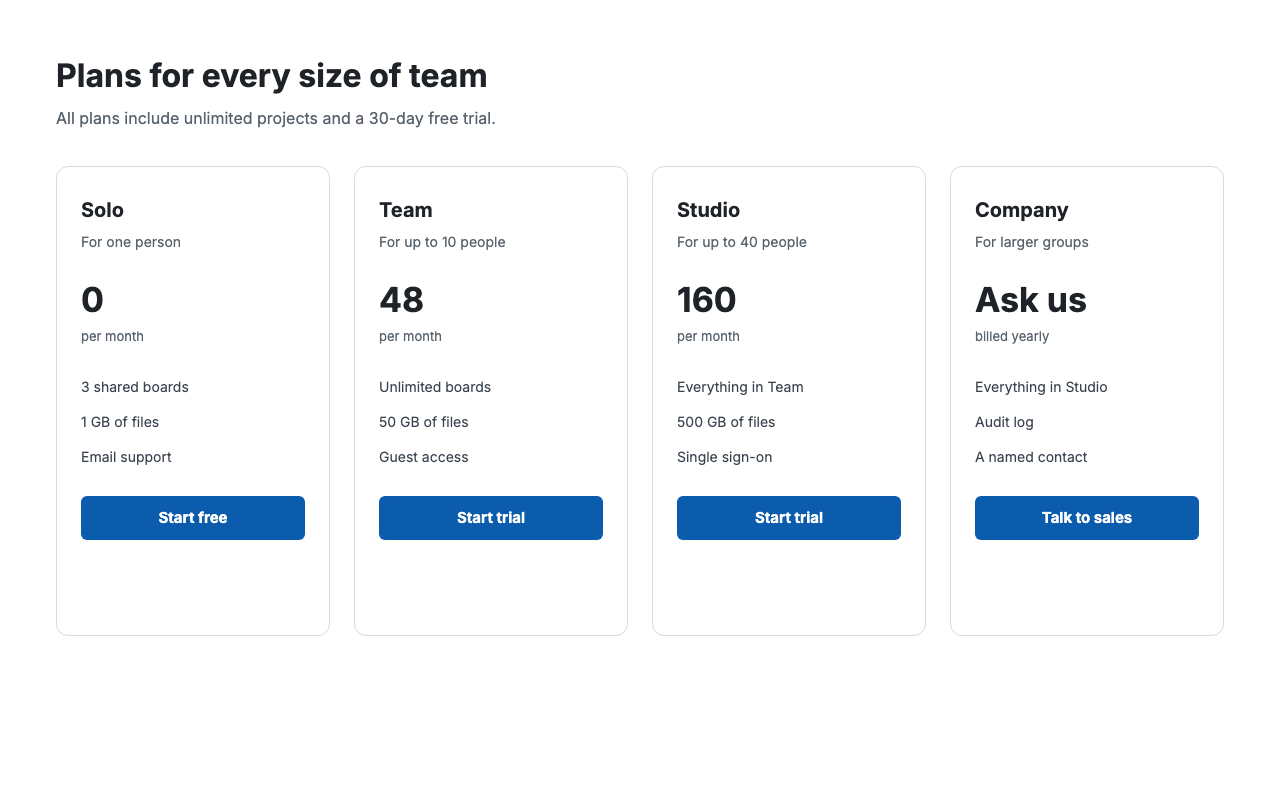 Plans for every size of team
All plans include unlimited projects and a 30-day free trial.
Solo
For one person
0
per month
3 shared boards
1 GB of files
Email support
Start free
Team
For up to 10 people
48
per month
Unlimited boards
50 GB of files
Guest access
Start trial
Studio
For up to 40 people
160
per month
Everything in Team
500 GB of files
Single sign-on
Start trial
Company
For larger groups
Ask us
billed yearly
Everything in Studio
Audit log
A named contact
Talk to sales